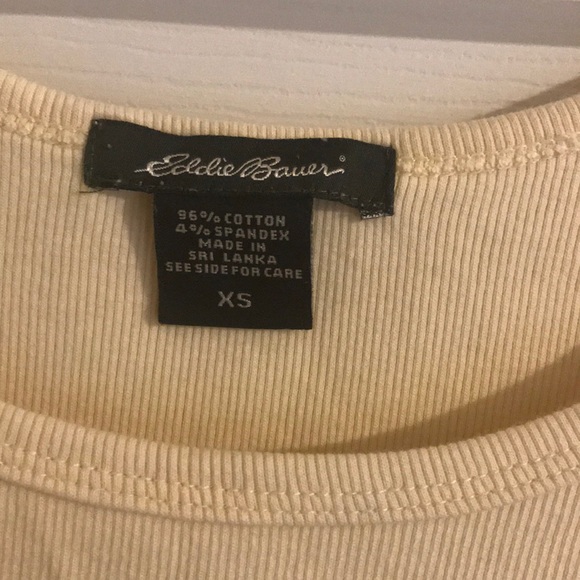 Eddie Bauer®
96% COTTON
4% SPANDEX
MADE IN
SRI LANKA
SEE SIDE FOR CARE
XS